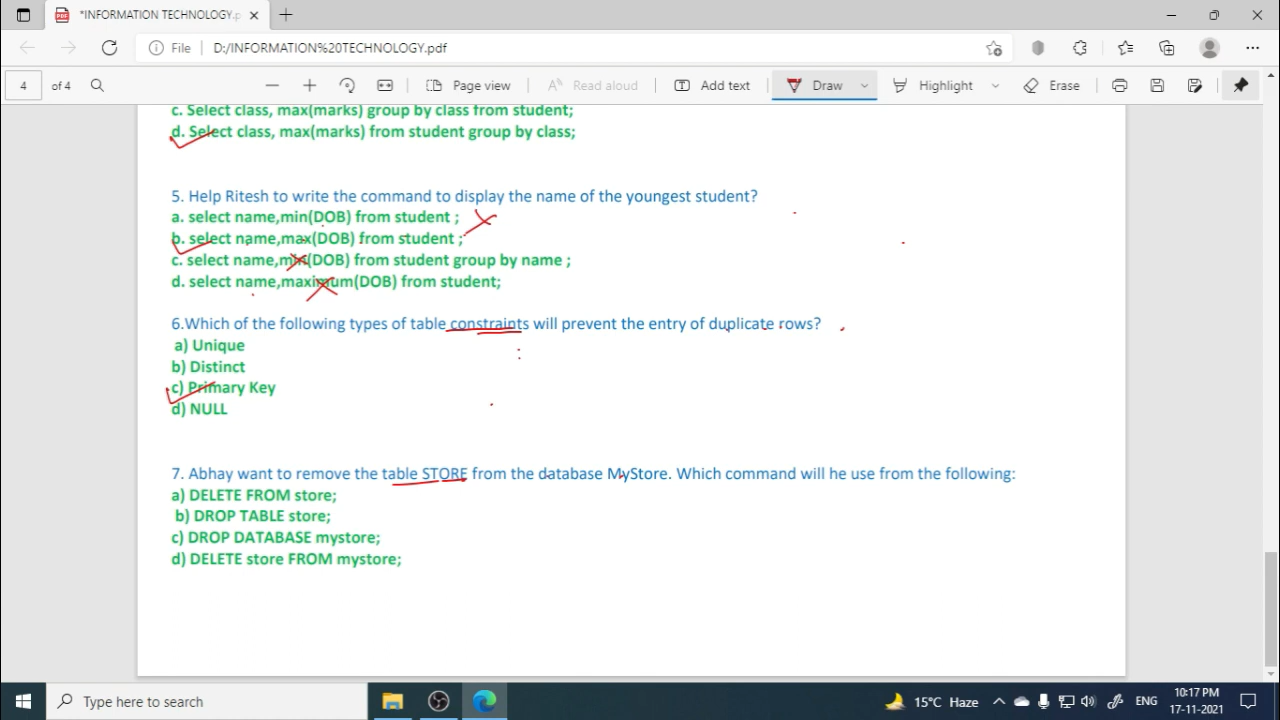 *INFORMATION TECHNOLOGY.p
File D:/INFORMATION%20TECHNOLOGY.pdf
4 of 4 Page view Read aloud Add text Draw Highlight Erase
c. Select class, max(marks) group by class from student;
d. Select class, max(marks) from student group by class;
5. Help Ritesh to write the command to display the name of the youngest student?
a. select name,min(DOB) from student ;
b. select name,max(DOB) from student ;
c. select name,min(DOB) from student group by name ;
d. select name,maximum(DOB) from student;
6.Which of the following types of table constraints will prevent the entry of duplicate rows?
a) Unique
b) Distinct
c) Primary Key
d) NULL
7. Abhay want to remove the table STORE from the database MyStore. Which command will he use from the following:
a) DELETE FROM store;
b) DROP TABLE store;
c) DROP DATABASE mystore;
d) DELETE store FROM mystore;
Type here to search 15°C Haze ENG 10:17 PM
17-11-2021